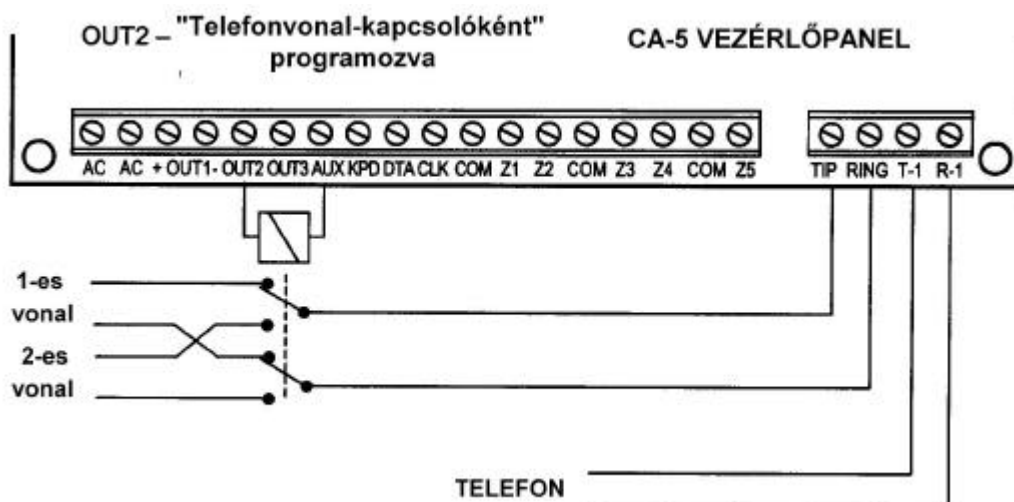 OUT2 – "Telefonvonal-kapcsolóként"
programozva
CA-5 VEZÉRLŐPANEL
AC AC + OUT1- OUT2 OUT3 AUX KPD DTA CLK COM Z1 Z2 COM Z3 Z4 COM Z5 TIP RING T-1 R-1
1-es
vonal
2-es
vonal
TELEFON